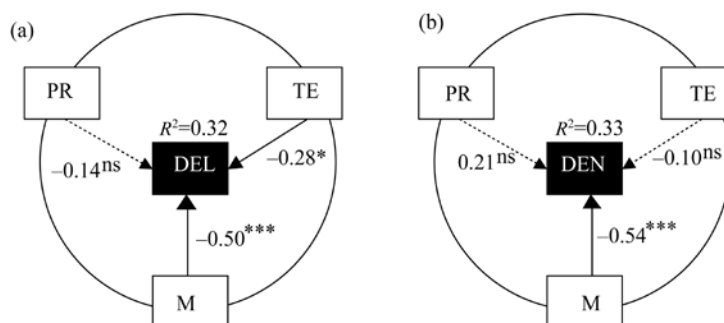 (a)
PR
TE
R²=0.32
DEL
–0.14ns
–0.28*
–0.50***
M
(b)
PR
TE
R²=0.33
DEN
0.21ns
–0.10ns
–0.54***
M